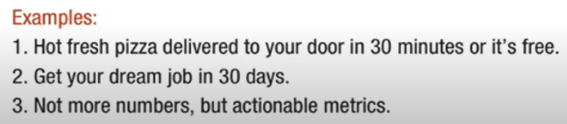 Examples:
1. Hot fresh pizza delivered to your door in 30 minutes or it's free.
2. Get your dream job in 30 days.
3. Not more numbers, but actionable metrics.